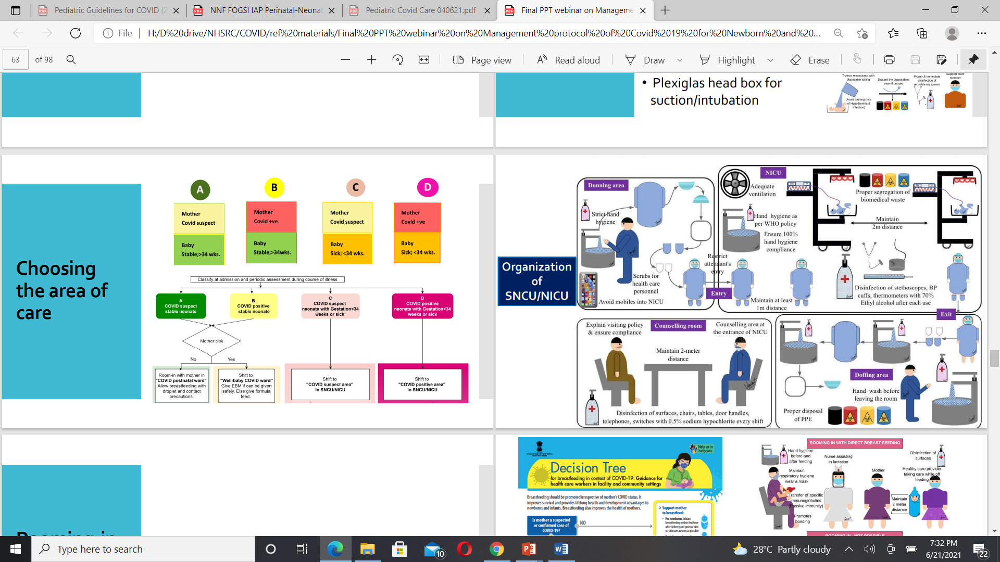 Pediatric Guidelines for COVID (2
NNF FOGSI IAP Perinatal-Neonat
Pediatric Covid Care 040621.pdf
Final PPT webinar on Manageme
File
H:/D%20drive/NHSRC/COVID/ref%20materials/Final%20PPT%20webinar%20on%20Management%20protocol%20of%20Covid%2019%20for%20Newborn%20and%20...
63
of 98
Page view
Read aloud
Draw
Highlight
Erase
• Plexiglas head box for
suction/intubation
T-piece resuscitator with
disposable tubing
Discard the disposables
even if unused
Proper & Immediate
disinfection of
reusable equipment
Support team
member
Avoid bathing (risk
of Hypothermia &
Infection)
Choosing
the area of
care
A
B
C
D
Mother
Covid suspect
Baby
Stable;>34 wks.
Mother
Covid +ve
Baby
Stable;>34wks.
Mother
Covid suspect
Baby
Sick; <34 wks.
Mother
Covid +ve
Baby
Sick; <34 wks.
Classify at admission and periodic assessment during course of illness
A
COVID suspect
stable neonate
B
COVID positive
stable neonate
C
COVID suspect
neonate with Gestation<34
weeks or sick
D
COVID positive
neonate with Gestation<34
weeks or sick
Mother sick
No
Yes
Room-in with mother in
"COVID postnatal ward"
Allow breastfeeding with
droplet and contact
precautions.
Shift to
"Well-baby COVID ward"
Give EBM if can be given
safely. Else give formula
feed.
Shift to
"COVID suspect area"
in SNCU/NICU
Shift to
"COVID positive area"
in SNCU/NICU
Organization
of
SNCU/NICU
Donning area
Strict hand
hygiene
Scrubs for
health care
personnel
Avoid mobiles into NICU
Restrict
attendant's
entry
Entry
NICU
Adequate
ventilation
Hand hygiene as
per WHO policy
Ensure 100%
hand hygiene
compliance
Maintain at least
1m distance
Proper segregation of
biomedical waste
Maintain
2m distance
Disinfection of stethoscopes, BP
cuffs, thermometers with 70%
Ethyl alcohol after each use
Exit
Explain visiting policy
& ensure compliance
Counselling room
Counselling area at
the entrance of NICU
Maintain 2-meter
distance
Disinfection of surfaces, chairs, tables, door handles,
telephones, switches with 0.5% sodium hypochlorite every shift
Doffing area
Hand wash before
leaving the room
Proper disposal
of PPE
Help us to
help you
Decision Tree
for breastfeeding in context of COVID-19: Guidance for
health care workers in facility and community settings
Breastfeeding should be promoted irrespective of mother's COVID status. It
improves survival and provides lifelong health and development advantages to
newborns and infants. Breastfeeding also improves the health of mothers.
Is mother a suspected
or confirmed case of
COVID-19?
NO
> Support mother
to breastfeed:
• For newborns, initiate
breastfeeding within first hour
after delivery and practice skin-
to-skin care as soon as possible
ROOMING IN WITH DIRECT BREAST FEEDING
Hand hygiene
before and
after feeding
Maintain
respiratory hygiene
wear a mask
Transfer of specific
immunoglobulins
(Passive immunity)
Promotes
bonding
Nurse assisting
in lactation
Mother
Maintain
2 meter
distance
Disinfection of
surfaces
Healthy care provider
taking care while off
feeding
ROOMING IN - NOT POSSIBLE
Rooming in
Type here to search
10
28°C Partly cloudy
7:32 PM
6/21/2021
22